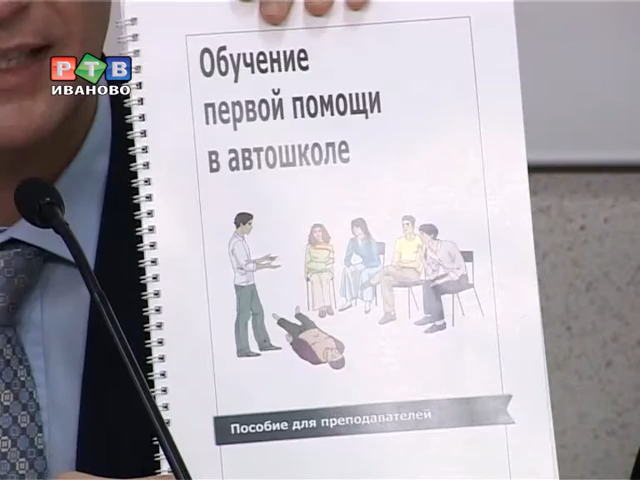 РТВ
ИВАНОВО
Обучение
первой помощи
в автошколе
Пособие для преподавателей